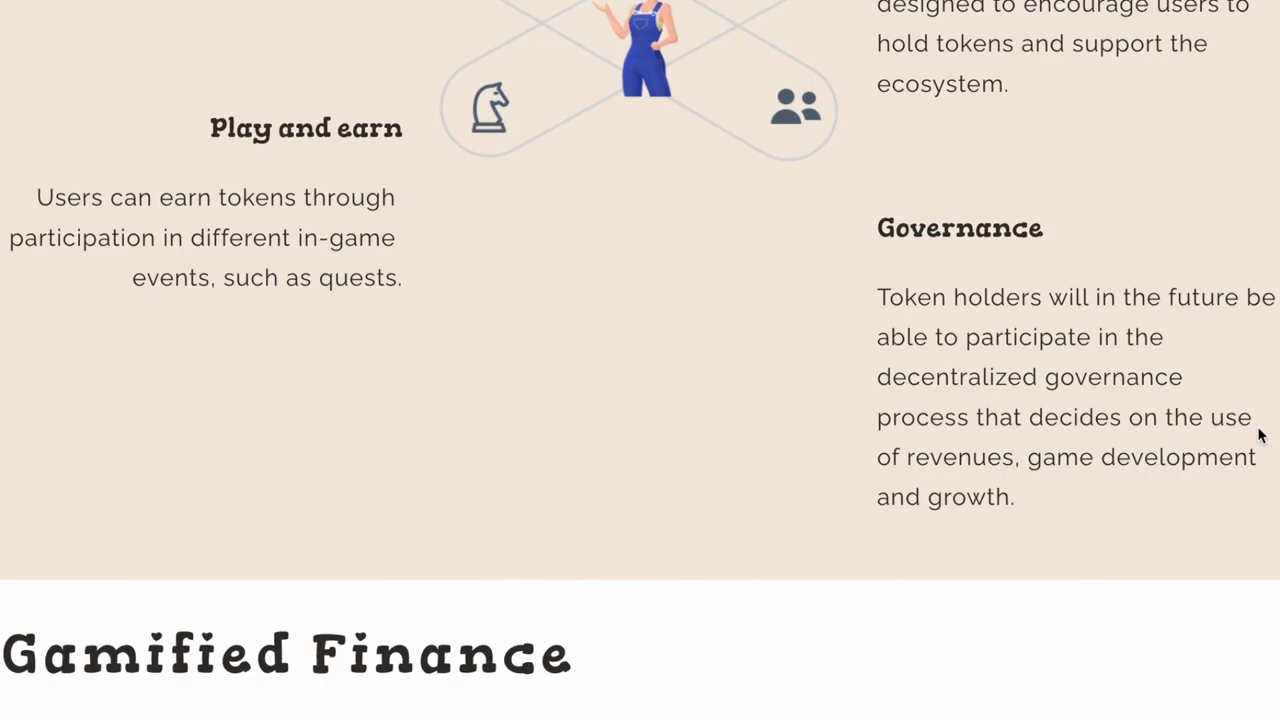 designed to encourage users to
hold tokens and support the
ecosystem.
Play and earn
Users can earn tokens through
participation in different in-game
events, such as quests.
Governance
Token holders will in the future be
able to participate in the
decentralized governance
process that decides on the use
of revenues, game development
and growth.
Gamified Finance